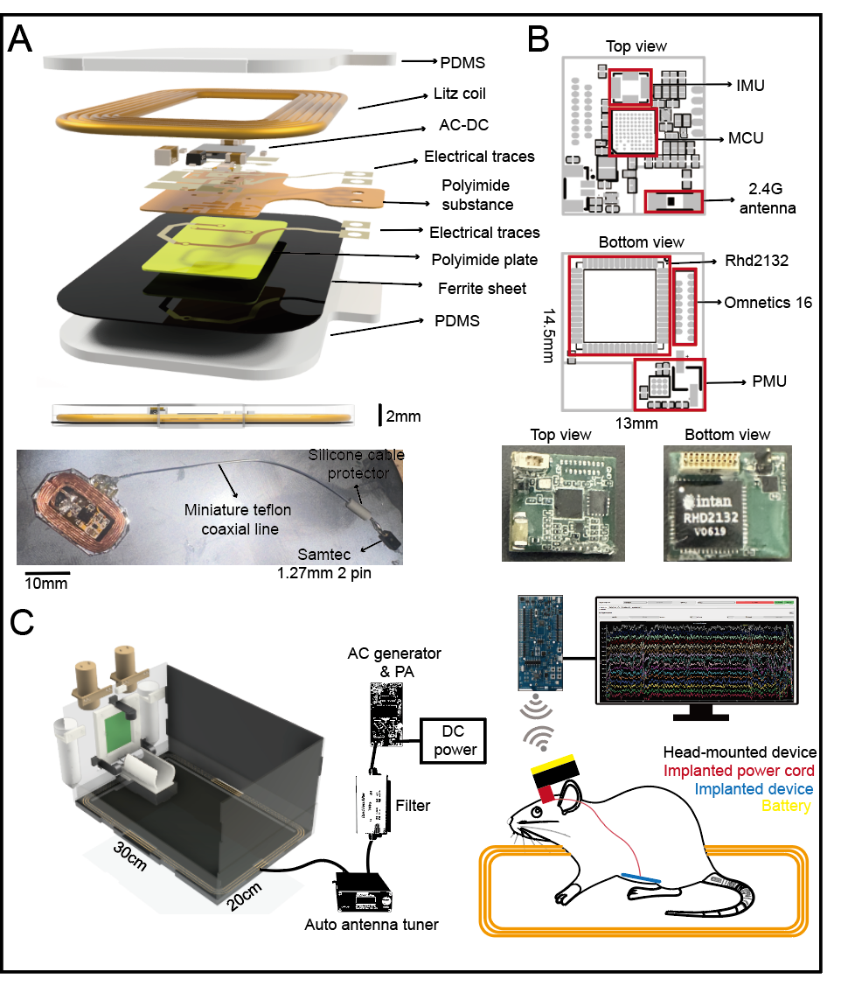 A
PDMS
Litz coil
AC-DC
Electrical traces
Polyimide
substance
Electrical traces
Polyimide plate
Ferrite sheet
PDMS
2mm
Silicone cable
protector
Miniature teflon
coaxial line
Samtec
1.27mm 2 pin
10mm
B
Top view
IMU
MCU
2.4G
antenna
Bottom view
Rhd2132
Omnetics 16
14.5mm
PMU
13mm
Top view
Bottom view
intan
RHD2132
V0619
C
30cm
20cm
AC generator
& PA
DC
power
Filter
Auto antenna tuner
Head-mounted device
Implanted power cord
Implanted device
Battery